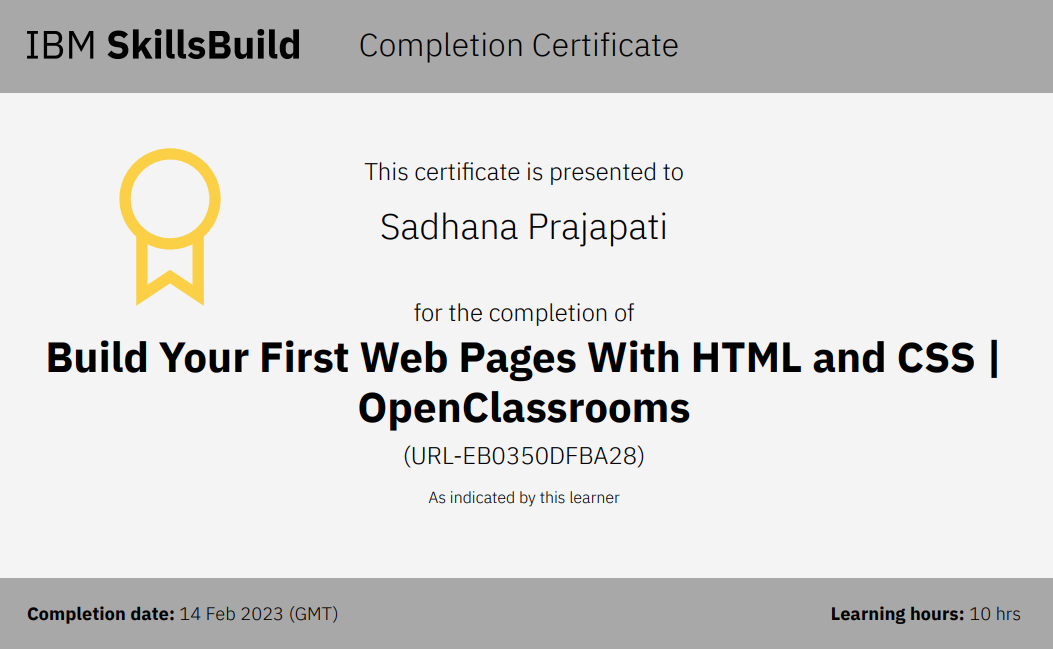 IBM SkillsBuild Completion Certificate
This certificate is presented to
Sadhana Prajapati
for the completion of
Build Your First Web Pages With HTML and CSS |
OpenClassrooms
(URL-EB0350DFBA28)
As indicated by this learner
Completion date: 14 Feb 2023 (GMT) Learning hours: 10 hrs